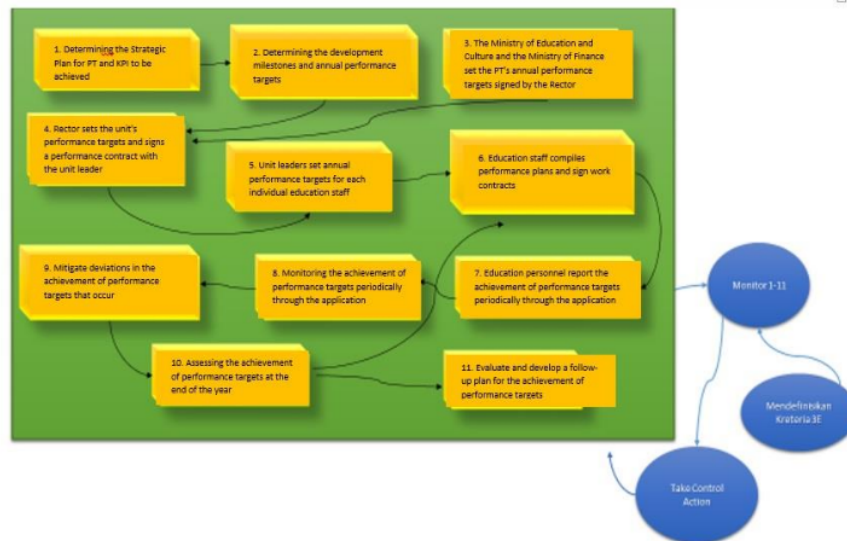 1. Determining the Strategic
Plan for PT and KPI to be
achieved
2. Determining the development
milestones and annual performance
targets
3. The Ministry of Education and
Culture and the Ministry of Finance
set the PT's annual performance
targets signed by the Rector
4. Rector sets the unit's
performance targets and signs
a performance contract with
the unit leader
5. Unit leaders set annual
performance targets for each
individual education staff
6. Education staff compiles
performance plans and sign work
contracts
9. Mitigate deviations in the
achievement of performance
targets that occur
8. Monitoring the achievement of
performance targets periodically
through the application
7. Education personnel report the
achievement of performance targets
periodically through the application
10. Assessing the achievement
of performance targets at the
end of the year
11. Evaluate and develop a follow-
up plan for the achievement of
performance targets
Monitor 1-11
Mendefinisikan
Kreteria 3E
Take Control
Action